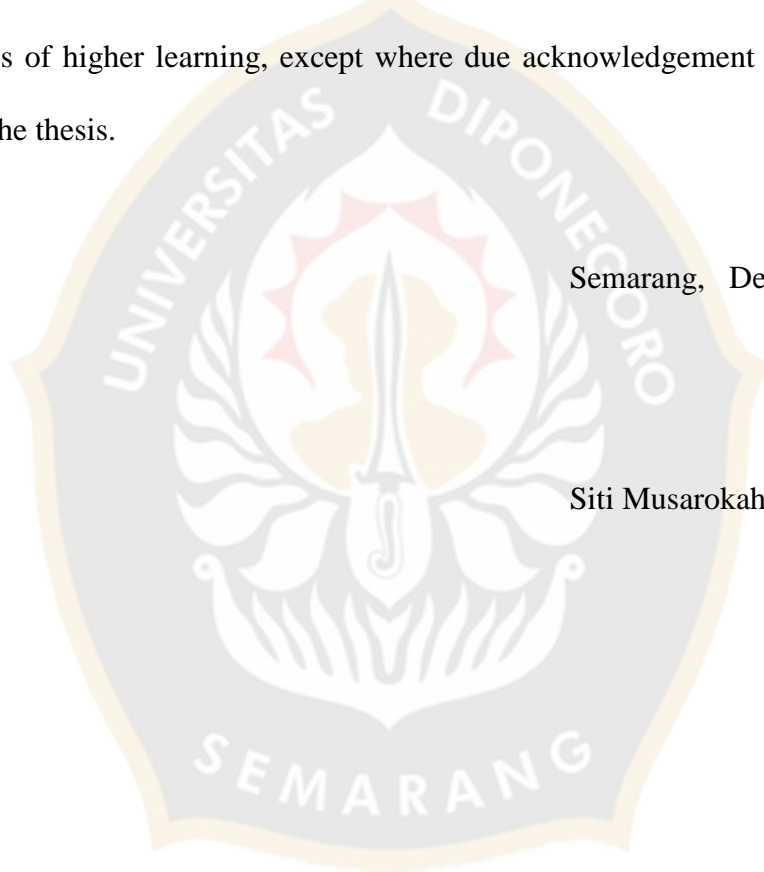 s of higher learning, except where due acknowledgement
he thesis.
UNIVERSITAS DIPONEGORO
Semarang, De
Siti Musarokah
SEMARANG